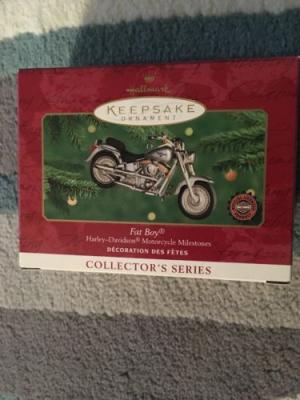 Hallmark
KEEPSAKE
ORNAMENT
Fat Boy®
Harley-Davidson® Motorcycle Milestones
DÉCORATION DES FÊTES
COLLECTOR'S SERIES